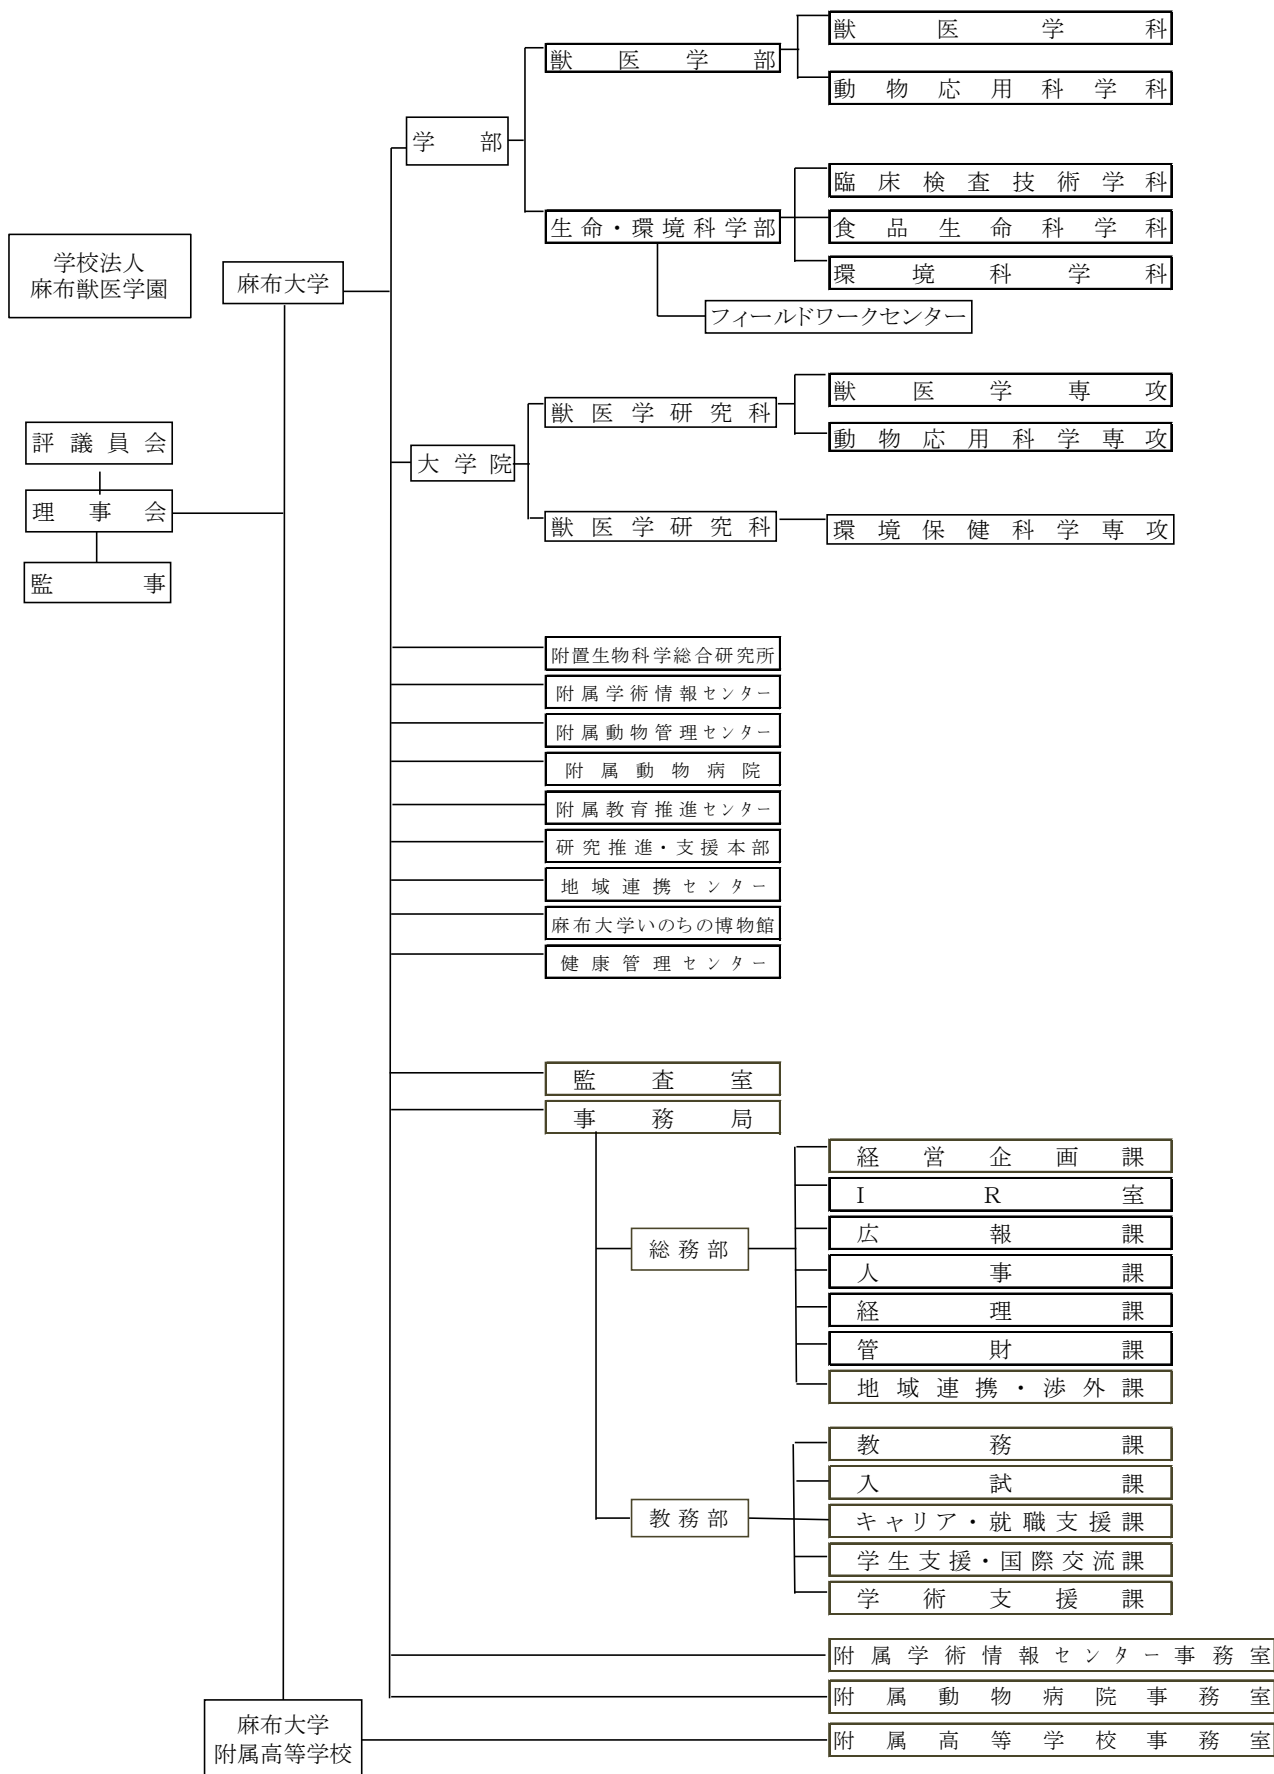 学校法人
麻布獣医学園
評議員会
理事会
監事
麻布大学
学部
獣医学部
獣医学科
動物応用科学科
生命・環境科学部
臨床検査技術学科
食品生命科学科
環境科学科
フィールドワークセンター
大学院
獣医学研究科
獣医学専攻
動物応用科学専攻
獣医学研究科
環境保健科学専攻
附置生物科学総合研究所
附属学術情報センター
附属動物管理センター
附属動物病院
附属教育推進センター
研究推進・支援本部
地域連携センター
麻布大学いのちの博物館
健康管理センター
監査室
事務局
総務部
経営企画課
IR室
広報課
人事課
経理課
管財課
地域連携・渉外課
教務部
教務課
入試課
キャリア・就職支援課
学生支援・国際交流課
学術支援課
附属学術情報センター事務室
附属動物病院事務室
麻布大学
附属高等学校
附属高等学校事務室